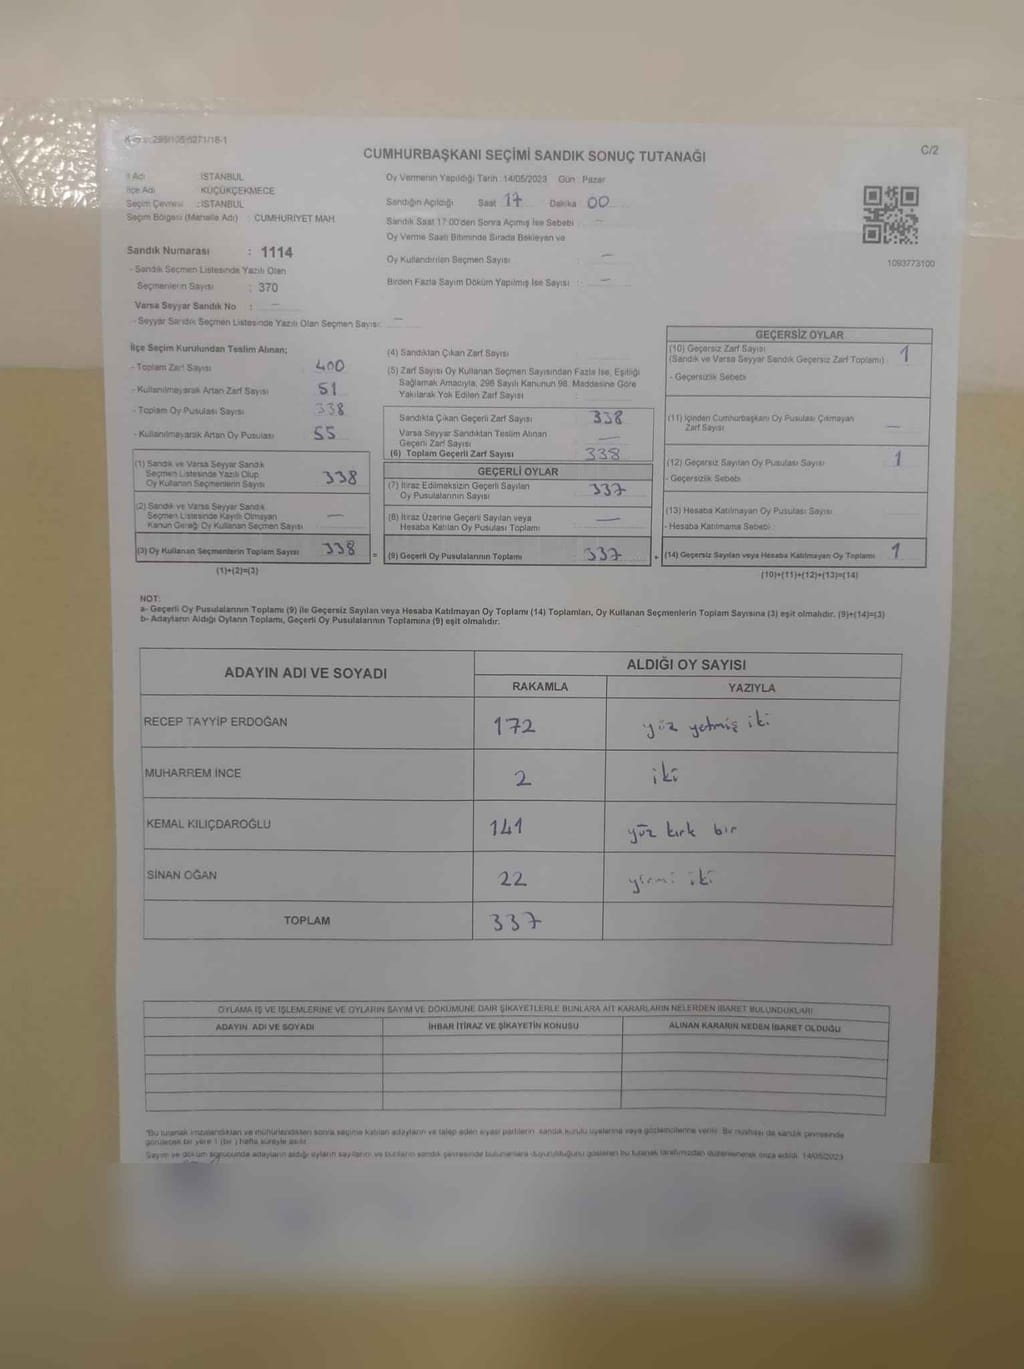 CUMHURBAŞKANI SEÇİMİ SANDIK SONUÇ TUTANAĞI
C/2
İl Adı : İSTANBUL
İlçe Adı : KÜÇÜKÇEKMECE
Seçim Çevresi : İSTANBUL
Seçim Bölgesi (Mahalle Adı) : CUMHURİYET MAH.
Sandık Numarası : 1114
- Sandık Seçmen Listesinde Yazılı Olan
Seçmenlerin Sayısı : 370
Varsa Seyyar Sandık No : —
- Seyyar Sandık Seçmen Listesinde Yazılı Olan Seçmen Sayısı: —
Oy Vermenin Yapıldığı Tarih : 14/05/2023 Gün : Pazar
Sandığın Açıldığı Saat 17 Dakika 00
Sandık Saat 17:00'den Sonra Açılmış İse Sebebi : —
Oy Verme Saati Bitiminde Sırada Bekleyen ve
Oy Kullandırılan Seçmen Sayısı : —
Birden Fazla Sayım Döküm Yapılmış İse Sayısı : —
1093773100
İlçe Seçim Kurulundan Teslim Alınan;
- Toplam Zarf Sayısı : 400
- Kullanılmayarak Artan Zarf Sayısı : 51
- Toplam Oy Pusulası Sayısı : 338
- Kullanılmayarak Artan Oy Pusulası : 55
(1) Sandık ve Varsa Seyyar Sandık
Seçmen Listesinde Yazılı Olup
Oy Kullanan Seçmenlerin Sayısı 338
(2) Sandık ve Varsa Seyyar Sandık
Seçmen Listesinde Kayıtlı Olmayan
Kanun Gereği Oy Kullanan Seçmen Sayısı —
(3) Oy Kullanan Seçmenlerin Toplam Sayısı 338
(1)+(2)=(3)
=
(4) Sandıktan Çıkan Zarf Sayısı :
(5) Zarf Sayısı Oy Kullanan Seçmen Sayısından Fazla İse, Eşitliği
Sağlamak Amacıyla, 298 Sayılı Kanunun 98. Maddesine Göre
Yakılarak Yok Edilen Zarf Sayısı :
Sandıkta Çıkan Geçerli Zarf Sayısı 338
Varsa Seyyar Sandıktan Teslim Alınan
Geçerli Zarf Sayısı —
(6) Toplam Geçerli Zarf Sayısı 338
GEÇERLİ OYLAR
(7) İtiraz Edilmeksizin Geçerli Sayılan
Oy Pusulalarının Sayısı 337
(8) İtiraz Üzerine Geçerli Sayılan veya
Hesaba Katılan Oy Pusulası Toplamı —
(9) Geçerli Oy Pusulalarının Toplamı 337
+
GEÇERSİZ OYLAR
(10) Geçersiz Zarf Sayısı
(Sandık ve Varsa Seyyar Sandık Geçersiz Zarf Toplamı) : 1
- Geçersizlik Sebebi
(11) İçinden Cumhurbaşkanı Oy Pusulası Çıkmayan
Zarf Sayısı —
(12) Geçersiz Sayılan Oy Pusulası Sayısı 1
- Geçersizlik Sebebi
(13) Hesaba Katılmayan Oy Pusulası Sayısı
- Hesaba Katılmama Sebebi :
(14) Geçersiz Sayılan veya Hesaba Katılmayan Oy Toplamı 1
(10)+(11)+(12)+(13)=(14)
NOT:
a- Geçerli Oy Pusulalarının Toplamı (9) ile Geçersiz Sayılan veya Hesaba Katılmayan Oy Toplamı (14) Toplamları, Oy Kullanan Seçmenlerin Toplam Sayısına (3) eşit olmalıdır. (9)+(14)=(3)
b- Adayların Aldığı Oyların Toplamı, Geçerli Oy Pusulalarının Toplamına (9) eşit olmalıdır.
ADAYIN ADI VE SOYADI ALDIĞI OY SAYISI
RAKAMLA YAZIYLA
RECEP TAYYİP ERDOĞAN 172 yüz yetmiş iki
MUHARREM İNCE 2 iki
KEMAL KILIÇDAROĞLU 141 yüz kırk bir
SİNAN OĞAN 22 yirmi iki
TOPLAM 337
OYLAMA İŞ VE İŞLEMLERİNE VE OYLARIN SAYIM VE DÖKÜMÜNE DAİR ŞİKAYETLERLE BUNLARA AİT KARARLARIN NELERDEN İBARET BULUNDUKLARI
ADAYIN ADI VE SOYADI İHBAR İTİRAZ VE ŞİKAYETİN KONUSU ALINAN KARARIN NEDEN İBARET OLDUĞU
*Bu tutanak imzalandıktan ve mühürlendikten sonra seçime katılan adayların ve talep eden siyasi partilerin sandık kurulu üyelerine veya gözlemcilerine verilir. Bir nüshası da sandık çevresinde
görülecek bir yere 1 (bir) hafta süreyle asılır.
Sayım ve döküm sonucunda adayların aldığı oyların sayılarını ve bunların sandık çevresinde bulunanlara duyurulduğunu gösteren bu tutanak tarafımızdan düzenlenerek imza edildi. 14/05/2023